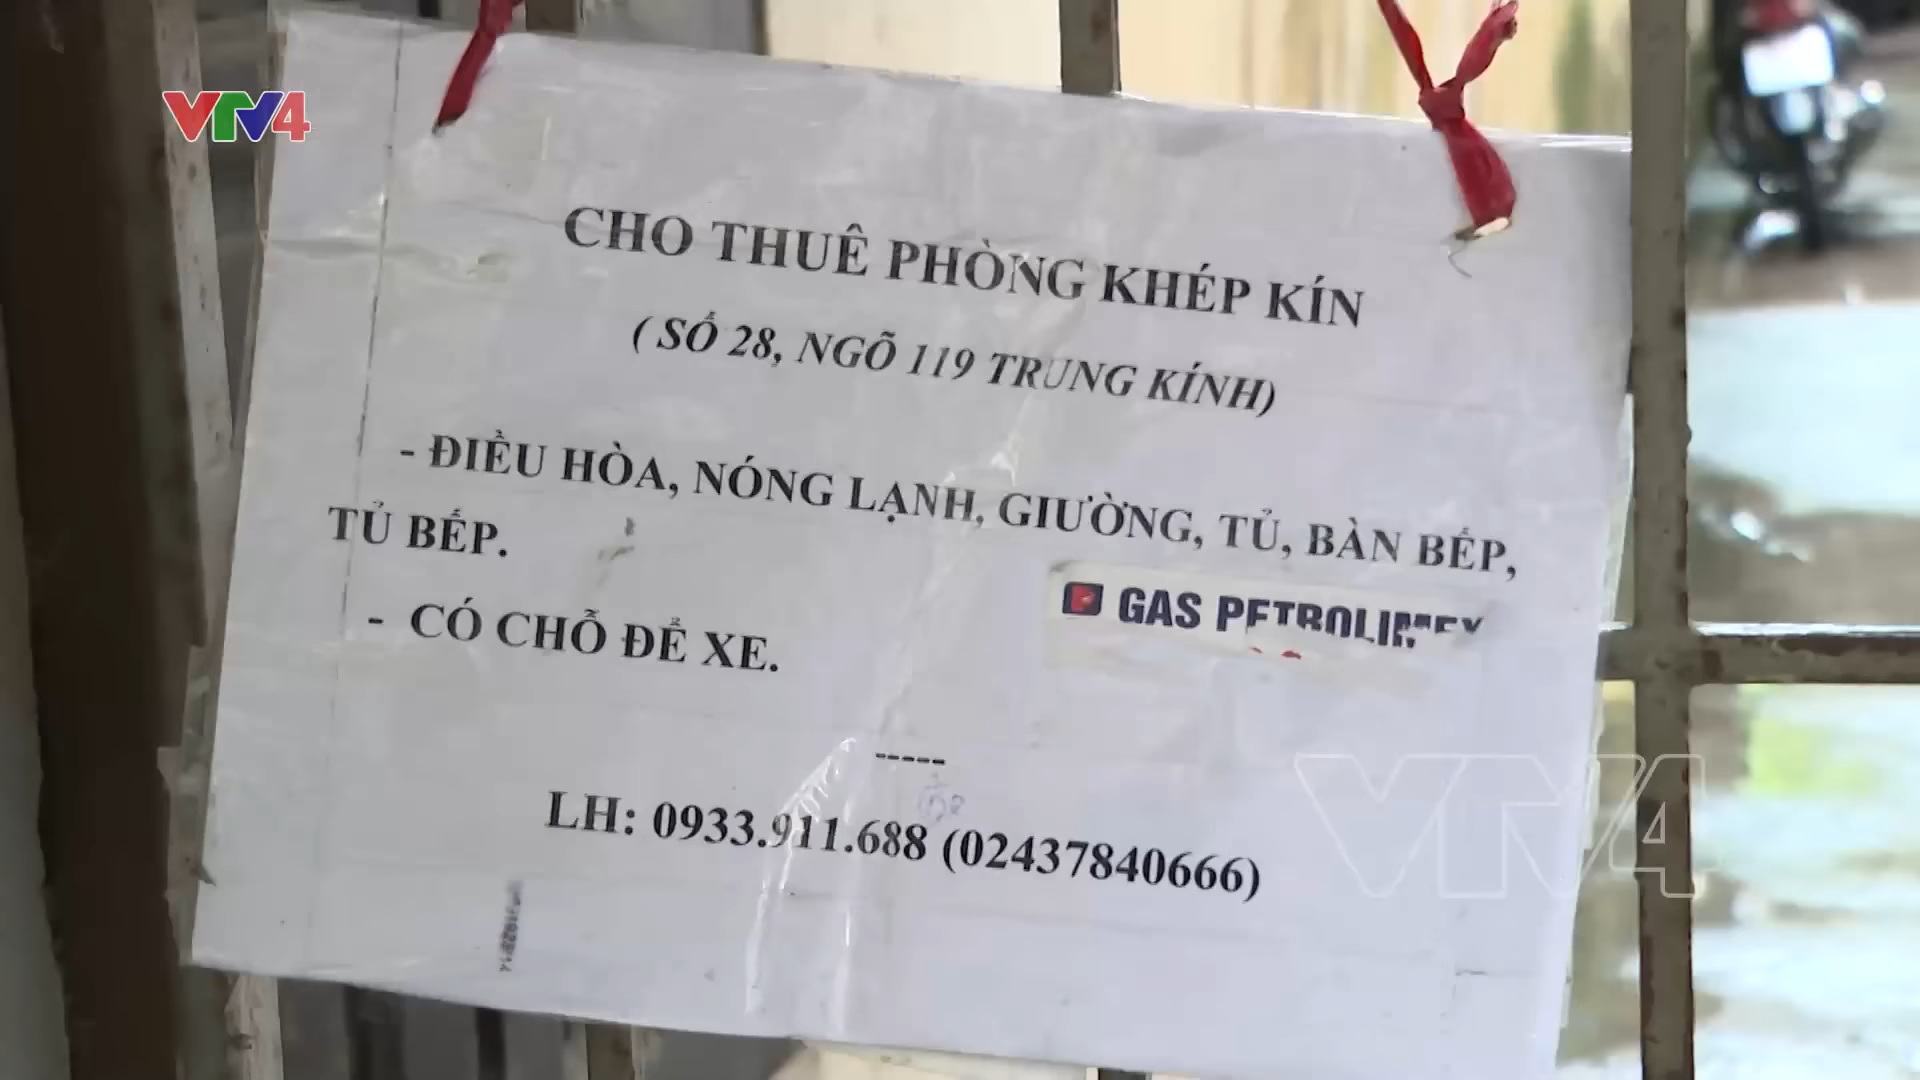 VTV4
CHO THUÊ PHÒNG KHÉP KÍN
( SỐ 28, NGÕ 119 TRUNG KÍNH)
- ĐIỀU HÒA, NÓNG LẠNH, GIƯỜNG, TỦ, BÀN BẾP,
TỦ BẾP.
GAS PETROLIMEX
- CÓ CHỖ ĐỂ XE.
-----
LH: 0933.911.688 (02437840666)
VTV4